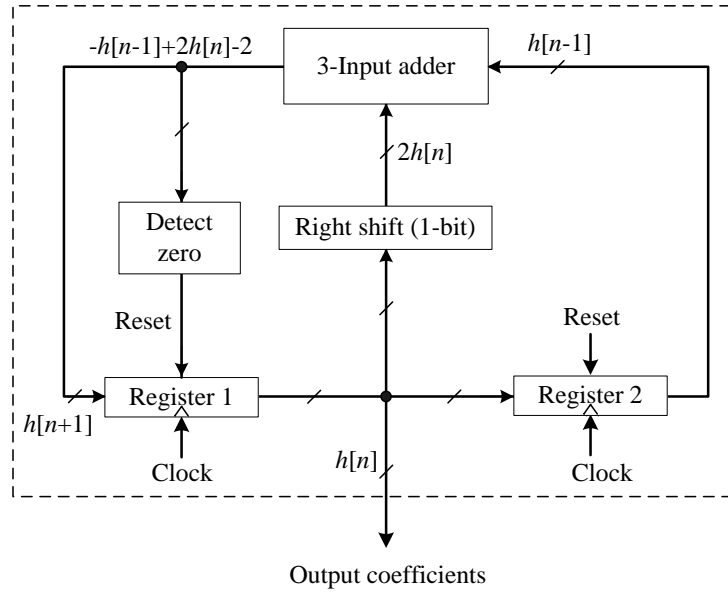 -h[n-1]+2h[n]-2
3-Input adder
h[n-1]
2h[n]
Detect
zero
Right shift (1-bit)
Reset
Reset
Register 1
Register 2
h[n+1]
Clock
h[n]
Clock
Output coefficients